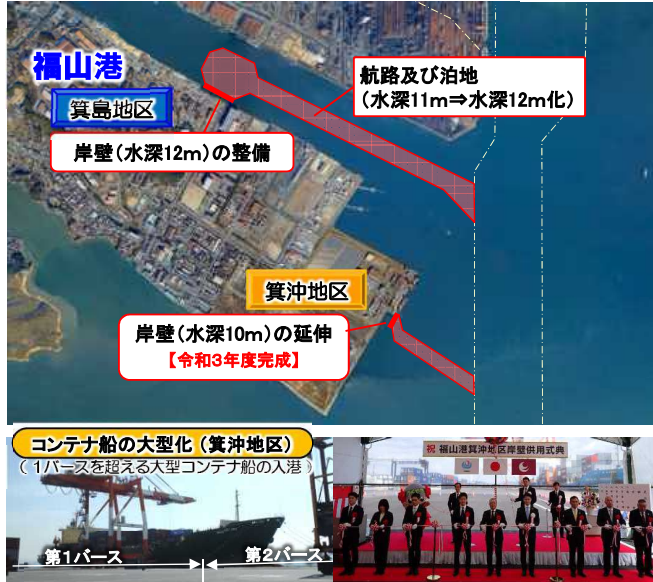 福山港
箕島地区
航路及び泊地
（水深11m⇒水深12m化）
岸壁（水深12m）の整備
箕沖地区
岸壁（水深10m）の延伸
【令和3年度完成】
コンテナ船の大型化（箕沖地区）
（1バースを超える大型コンテナ船の入港）
第1バース
第2バース
祝 福山港箕沖地区岸壁供用式典